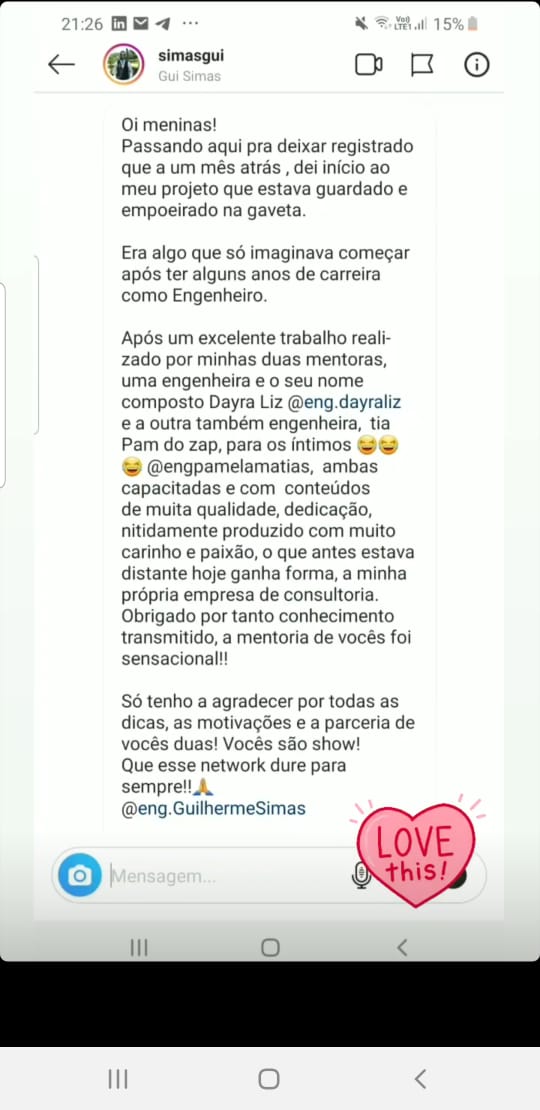 21:26 15%
simasgui
Gui Simas
Oi meninas!
Passando aqui pra deixar registrado
que a um mês atrás , dei início ao
meu projeto que estava guardado e
empoeirado na gaveta.
Era algo que só imaginava começar
após ter alguns anos de carreira
como Engenheiro.
Após um excelente trabalho reali-
zado por minhas duas mentoras,
uma engenheira e o seu nome
composto Dayra Liz @eng.dayraliz
e a outra também engenheira, tia
Pam do zap, para os íntimos 😆😆
😆 @engpamelamatias, ambas
capacitadas e com conteúdos
de muita qualidade, dedicação,
nitidamente produzido com muito
carinho e paixão, o que antes estava
distante hoje ganha forma, a minha
própria empresa de consultoria.
Obrigado por tanto conhecimento
transmitido, a mentoria de vocês foi
sensacional!!
Só tenho a agradecer por todas as
dicas, as motivações e a parceria de
vocês duas! Vocês são show!
Que esse network dure para
sempre!!🙏
@eng.GuilhermeSimas
LOVE
this!
Mensagem...